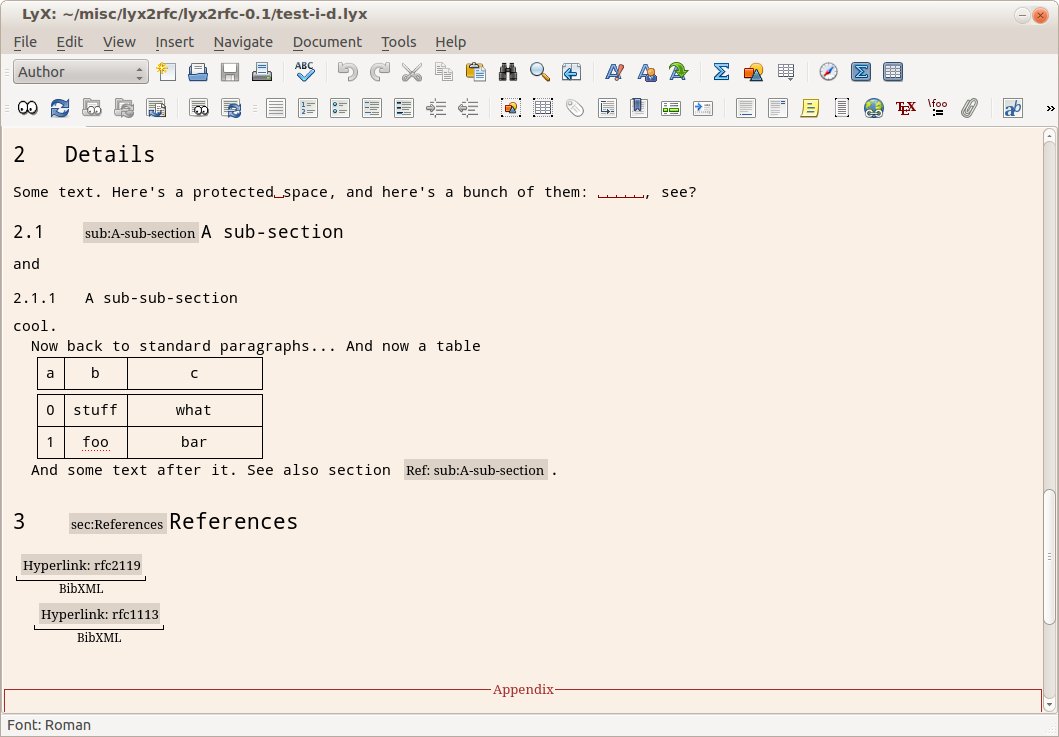 LyX: ~/misc/lyx2rfc/lyx2rfc-0.1/test-i-d.lyx
File Edit View Insert Navigate Document Tools Help
Author
ABC
TEX
\foo
ab
»
2 Details
Some text. Here's a protected space, and here's a bunch of them: , see?
2.1 sub:A-sub-section A sub-section
and
2.1.1 A sub-sub-section
cool.
Now back to standard paragraphs... And now a table
a b c
0 stuff what
1 foo bar
And some text after it. See also section Ref: sub:A-sub-section .
3 sec:References References
Hyperlink: rfc2119
BibXML
Hyperlink: rfc1113
BibXML
Appendix
Font: Roman